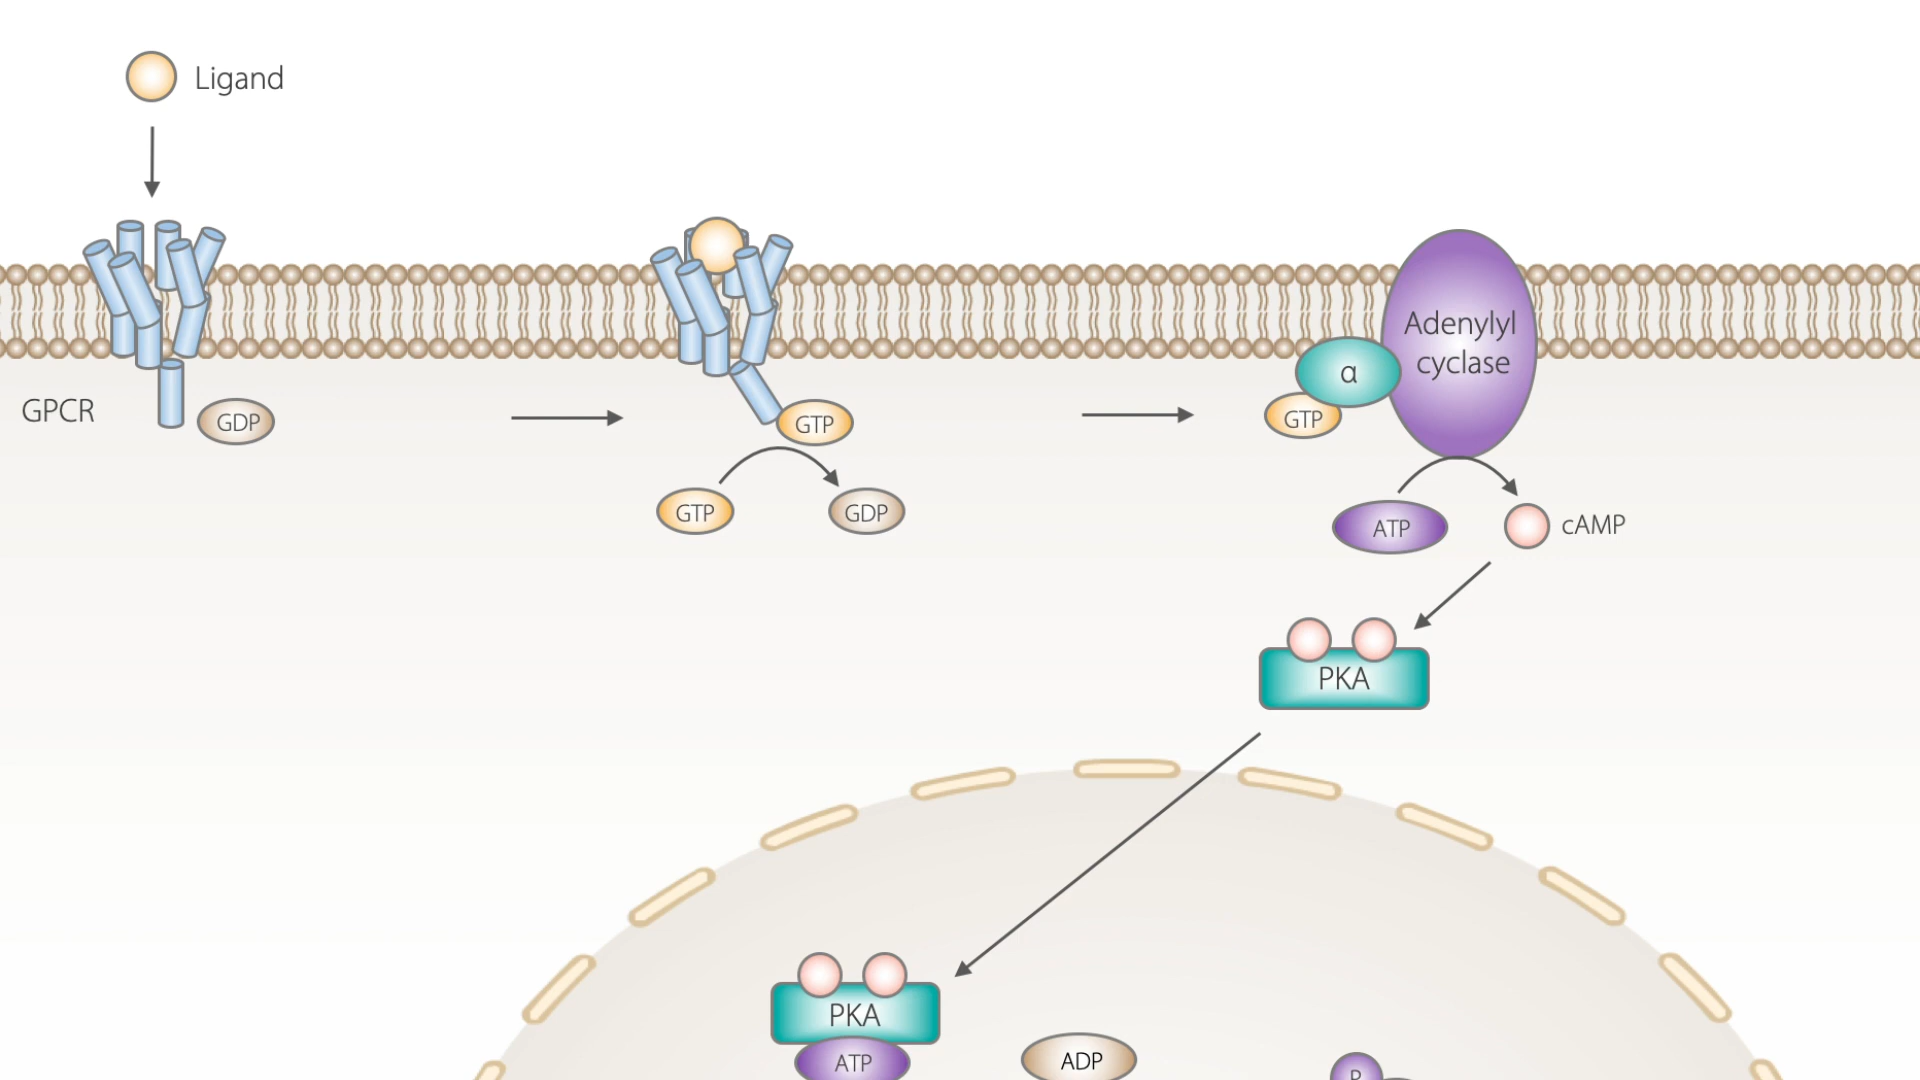 Ligand
GPCR
GDP
GTP
GTP
GDP
α
GTP
Adenylyl
cyclase
ATP
cAMP
PKA
PKA
ATP
ADP
P